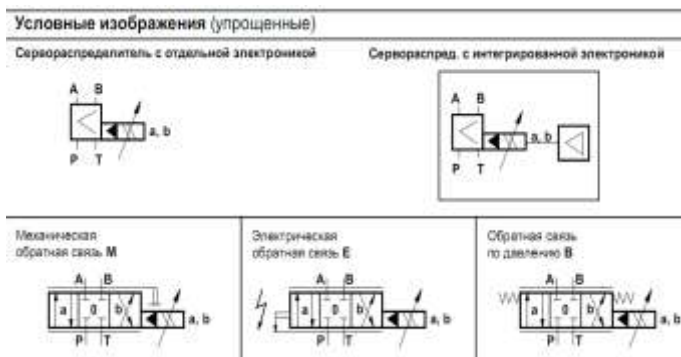 Условные изображения (упрощенные)
Сервораспределитель с отдельной электроникой
Сервораспред. с интегрированной электроникой
A B
a, b
P T
A B
a, b
P T
Механическая
обратная связь M
Электрическая
обратная связь E
Обратная связь
по давлению B
A B
a 0 b
a, b
P T
A B
a 0 b
a, b
P T
A B
a 0 b
a, b
P T